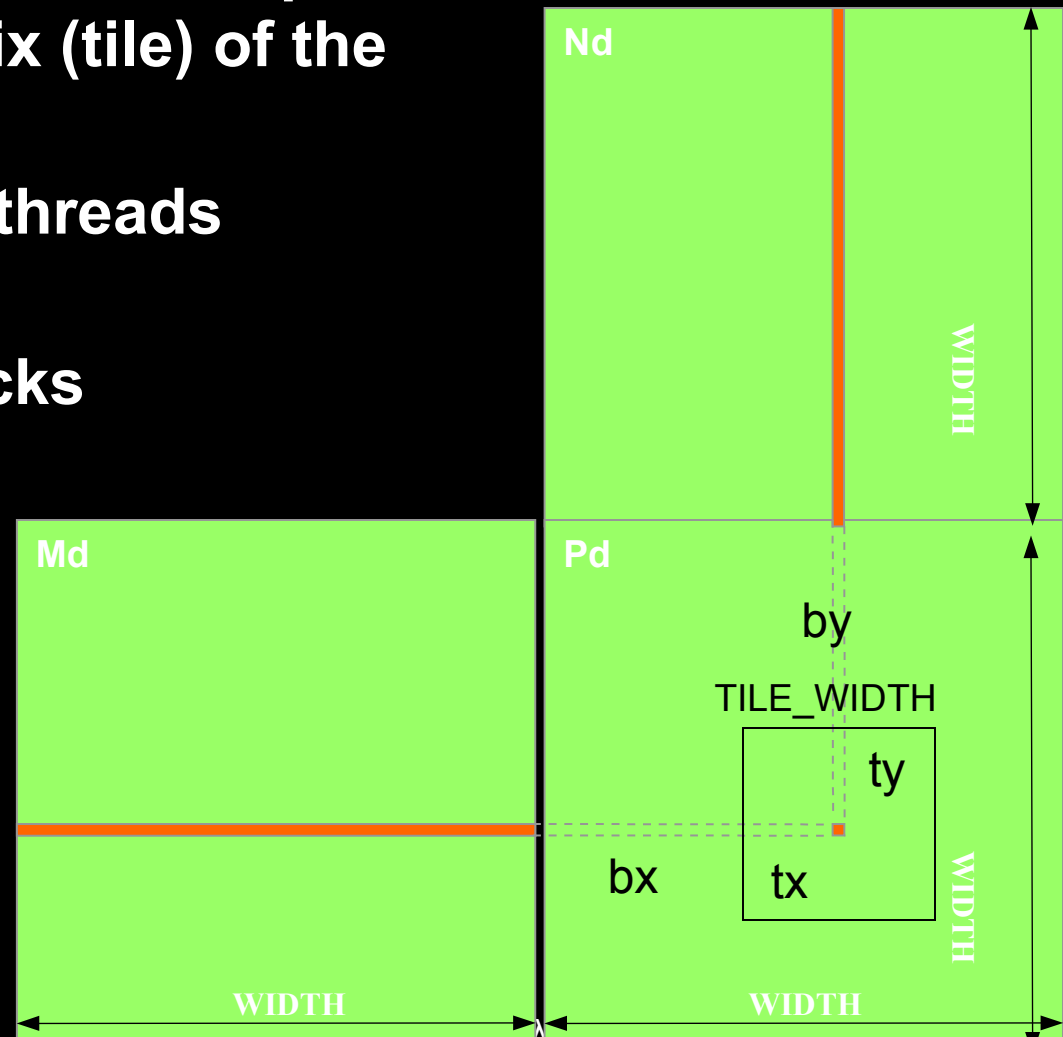 ix (tile) of the
threads
cks
Nd
WIDTH
Md
Pd
by
TILE_WIDTH
ty
bx
tx
WIDTH
WIDTH
WIDTH